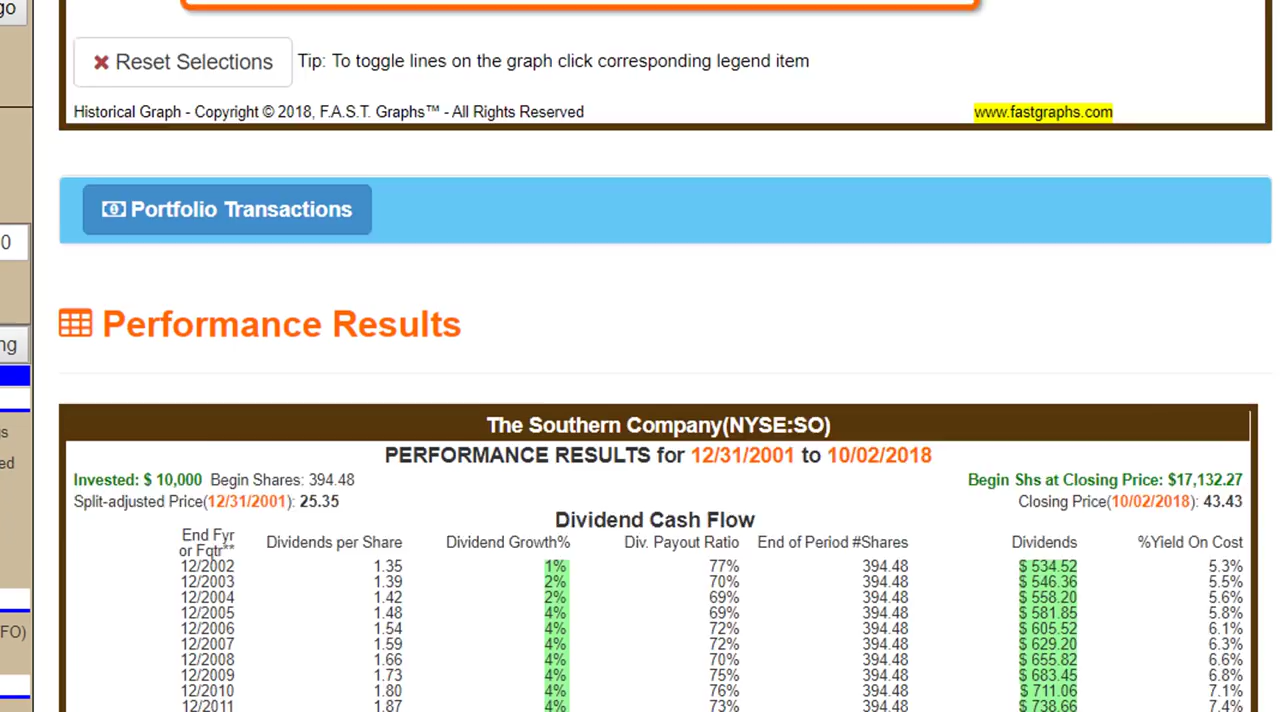 go
Reset Selections Tip: To toggle lines on the graph click corresponding legend item
Historical Graph - Copyright © 2018, F.A.S.T. Graphs™ - All Rights Reserved www.fastgraphs.com
Portfolio Transactions
0
Performance Results
ng
The Southern Company(NYSE:SO)
s
PERFORMANCE RESULTS for 12/31/2001 to 10/02/2018
ed
Invested: $ 10,000 Begin Shares: 394.48 Begin Shs at Closing Price: $17,132.27
Split-adjusted Price(12/31/2001): 25.35 Closing Price(10/02/2018): 43.43
Dividend Cash Flow
End Fyr
or Fqtr** Dividends per Share Dividend Growth% Div. Payout Ratio End of Period #Shares Dividends %Yield On Cost
12/2002 1.35 1% 77% 394.48 $ 534.52 5.3%
12/2003 1.39 2% 70% 394.48 $ 546.36 5.5%
12/2004 1.42 2% 69% 394.48 $ 558.20 5.6%
12/2005 1.48 4% 69% 394.48 $ 581.85 5.8%
12/2006 1.54 4% 72% 394.48 $ 605.52 6.1%
FO)
12/2007 1.59 4% 72% 394.48 $ 629.20 6.3%
12/2008 1.66 4% 70% 394.48 $ 655.82 6.6%
12/2009 1.73 4% 75% 394.48 $ 683.45 6.8%
12/2010 1.80 4% 76% 394.48 $ 711.06 7.1%
12/2011 1.87 4% 73% 394.48 $ 738.66 7.4%